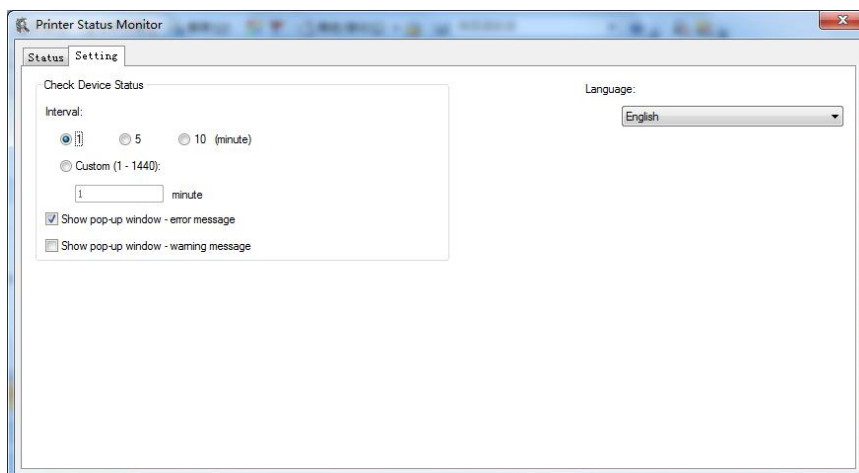 Printer Status Monitor
Status Setting
Check Device Status
Language:
Interval:
English
1 5 10 (minute)
Custom (1 - 1440):
1 minute
Show pop-up window - error message
Show pop-up window - warning message